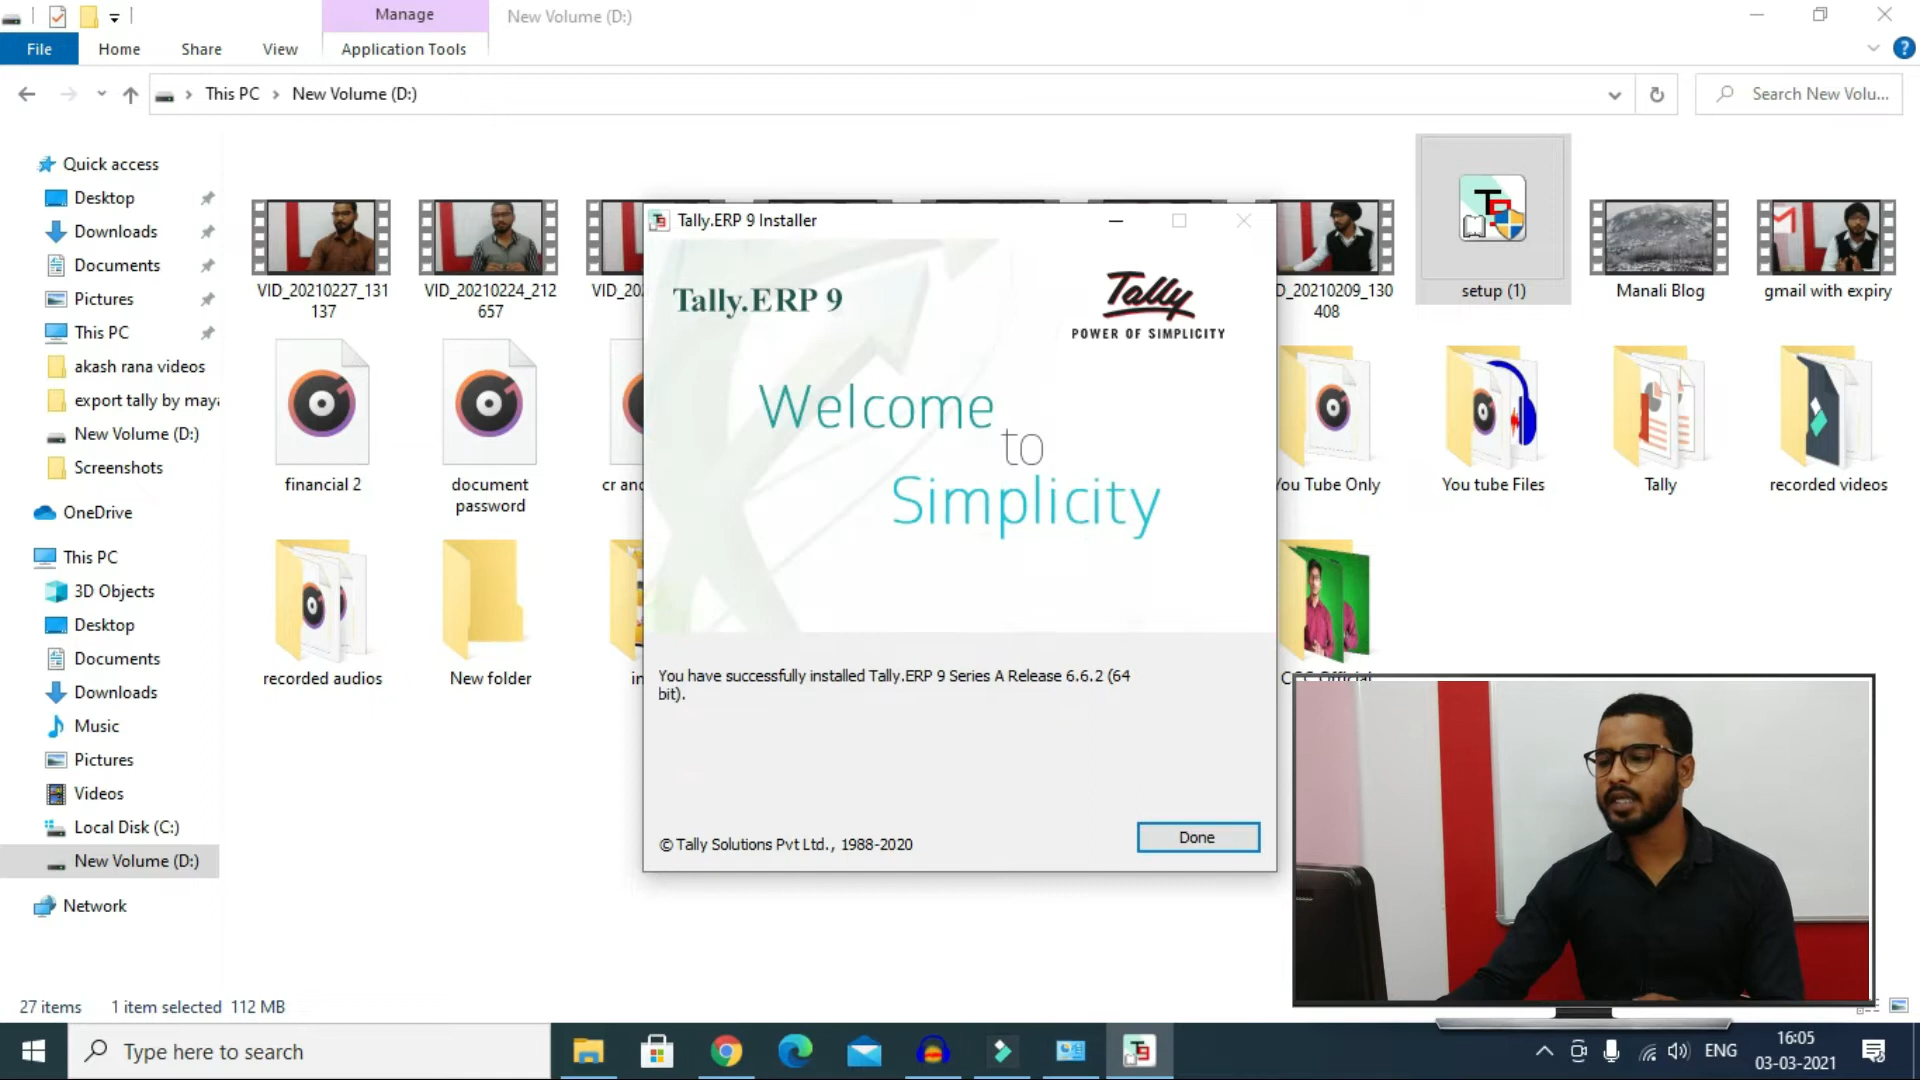 Manage
New Volume (D:)
File
Home
Share
View
Application Tools
This PC
New Volume (D:)
Search New Volu...
Quick access
Desktop
Downloads
Documents
Pictures
This PC
akash rana videos
export tally by maya
New Volume (D:)
Screenshots
OneDrive
This PC
3D Objects
Desktop
Documents
Downloads
Music
Pictures
Videos
Local Disk (C:)
New Volume (D:)
Network
VID_20210227_131
137
VID_20210224_212
657
VID_20
D_20210209_130
408
setup (1)
Manali Blog
gmail with expiry
financial 2
document
password
cr and
You Tube Only
You tube Files
Tally
recorded videos
recorded audios
New folder
in
CCC Official
Tally.ERP 9 Installer
Tally.ERP 9
Tally
POWER OF SIMPLICITY
Welcome
to
Simplicity
You have successfully installed Tally.ERP 9 Series A Release 6.6.2 (64
bit).
© Tally Solutions Pvt Ltd., 1988-2020
Done
27 items
1 item selected 112 MB
Type here to search
ENG
16:05
03-03-2021